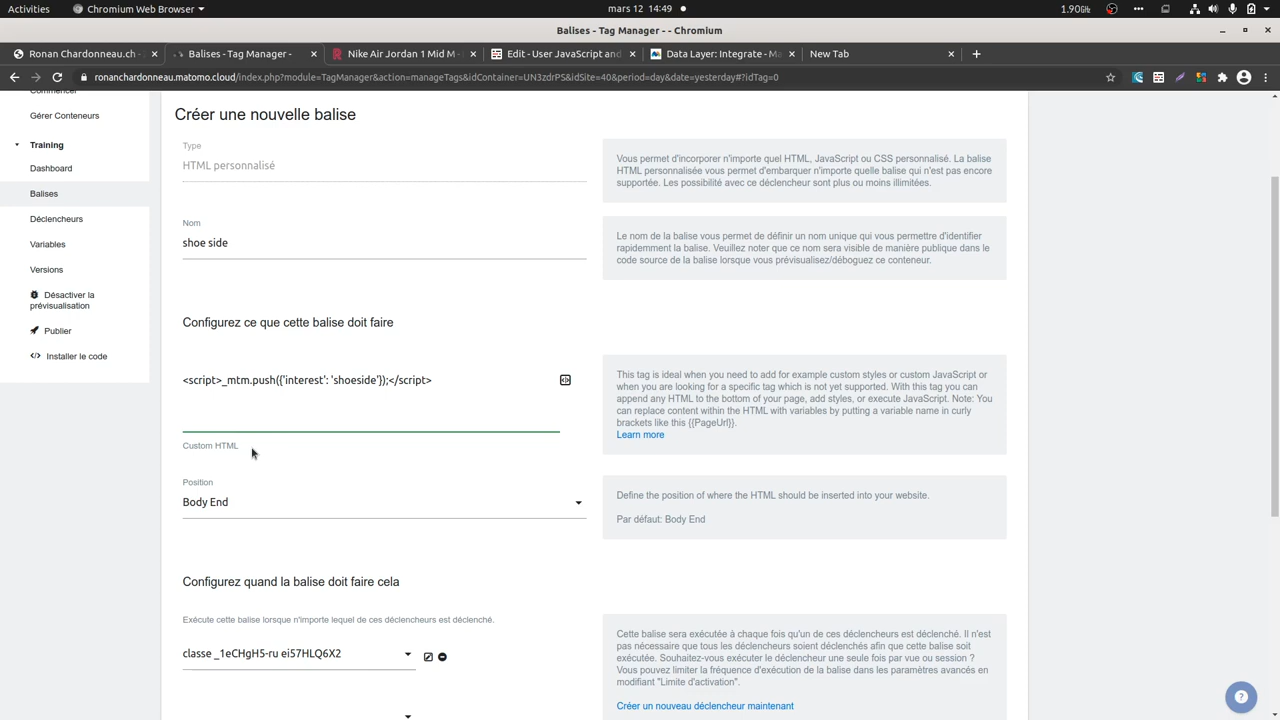 Activities
Chromium Web Browser
mars 12 14:49
1.90GHz
Balises - Tag Manager - - Chromium
Ronan Chardonneau.ch -
Balises - Tag Manager -
Nike Air Jordan 1 Mid M -
Edit - User JavaScript and
Data Layer: Integrate - Ma
New Tab
ronanchardonneau.matomo.cloud/index.php?module=TagManager&action=manageTags&idContainer=UN3zdrPS&idSite=40&period=day&date=yesterday#?idTag=0
Commencer
Gérer Conteneurs
Training
Dashboard
Balises
Déclencheurs
Variables
Versions
Désactiver la
prévisualisation
Publier
Installer le code
Créer une nouvelle balise
Type
HTML personnalisé
Vous permet d'incorporer n'importe quel HTML, JavaScript ou CSS personnalisé. La balise
HTML personnalisée vous permet d'embarquer n'importe quelle balise qui n'est pas encore
supportée. Les possibilité avec ce déclencheur sont plus ou moins illimitées.
Nom
shoe side
Le nom de la balise vous permet de définir un nom unique qui vous permettre d'identifier
rapidemment la balise. Veuillez noter que ce nom sera visible de manière publique dans le
code source de la balise lorsque vous prévisualisez/déboguez ce conteneur.
Configurez ce que cette balise doit faire
<script>_mtm.push({'interest': 'shoeside'});</script>
Custom HTML
This tag is ideal when you need to add for example custom styles or custom JavaScript or
when you are looking for a specific tag which is not yet supported. With this tag you can
append any HTML to the bottom of your page, add styles, or execute JavaScript. Note: You
can replace content within the HTML with variables by putting a variable name in curly
brackets like this {{PageUrl}}.
Learn more
Position
Body End
Define the position of where the HTML should be inserted into your website.
Par défaut: Body End
Configurez quand la balise doit faire cela
Exécute cette balise lorsque n'importe lequel de ces déclencheurs est déclenché.
classe _1eCHgH5-ru ei57HLQ6X2
Cette balise sera exécutée à chaque fois qu'un de ces déclencheurs est déclenché. Il n'est
pas nécessaire que tous les déclencheurs soient déclenchés afin que cette balise soit
exécutée. Souhaitez-vous exécuter le déclencheur une seule fois par vue ou session ?
Vous pouvez limiter la fréquence d'exécution de la balise dans les paramètres avancés en
modifiant "Limite d'activation".
Créer un nouveau déclencheur maintenant